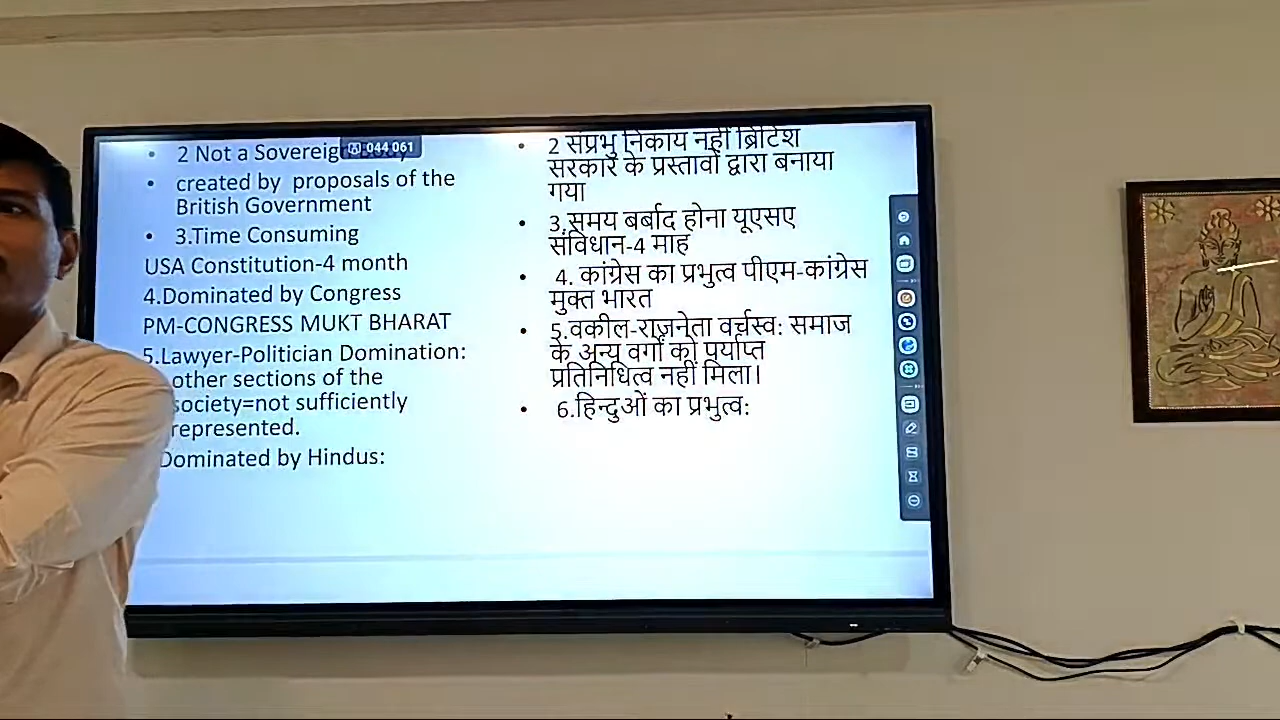 2 Not a Sovereig
044 061
created by proposals of the
British Government
3.Time Consuming
USA Constitution-4 month
4.Dominated by Congress
PM-CONGRESS MUKT BHARAT
5.Lawyer-Politician Domination:
other sections of the
society=not sufficiently
represented.
Dominated by Hindus:
2 संप्रभु निकाय नहीं ब्रिटिश
सरकार के प्रस्तावों द्वारा बनाया
गया
3.समय बर्बाद होना यूएसए
संविधान-4 माह
4. कांग्रेस का प्रभुत्व पीएम-कांग्रेस
मुक्त भारत
5.वकील-राजनेता वर्चस्व: समाज
के अन्य वर्गों को पर्याप्त
प्रतिनिधित्व नहीं मिला।
6.हिन्दुओं का प्रभुत्व: